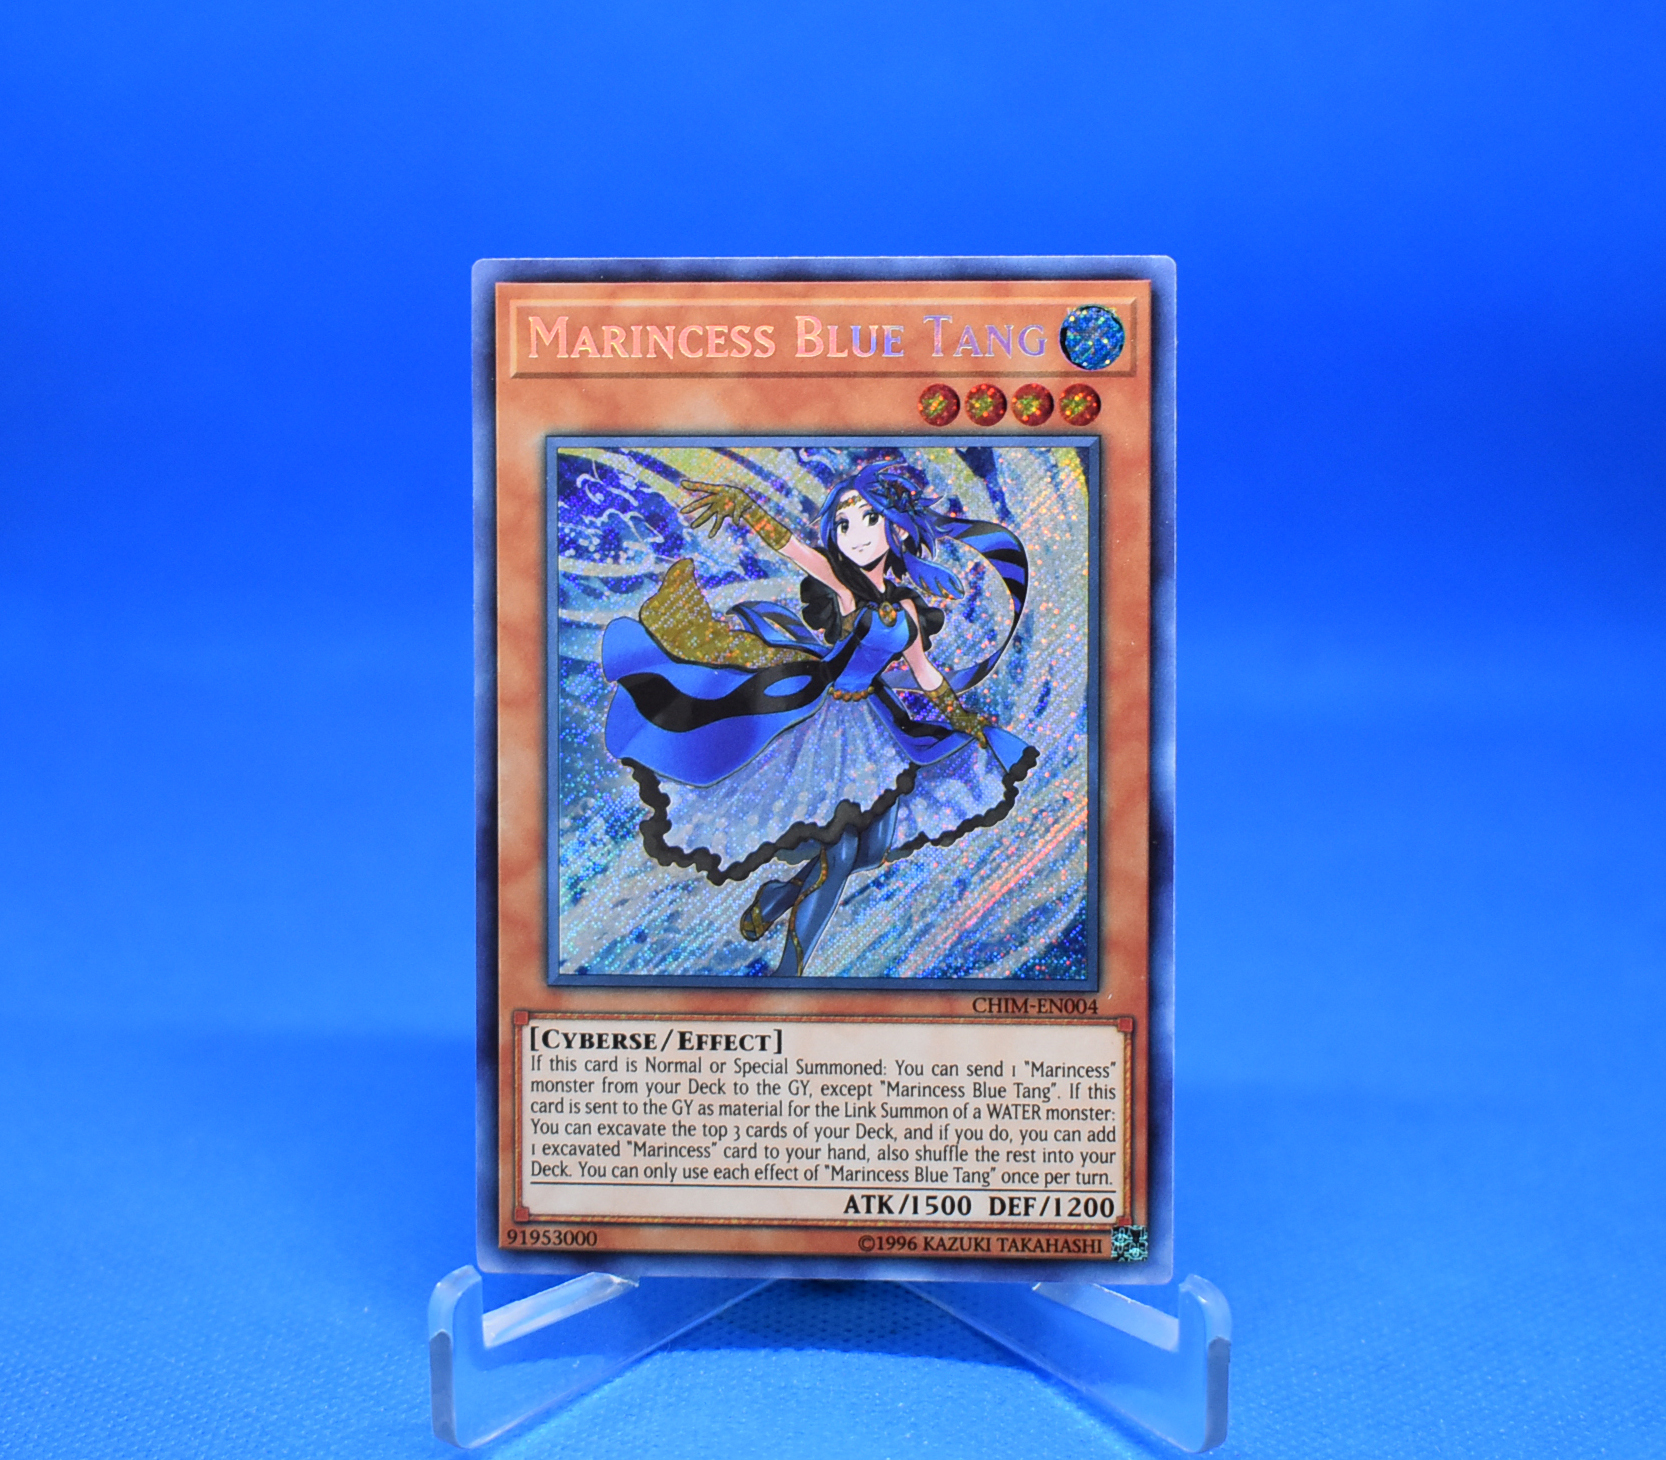 MARINCESS BLUE TANG
CHIM-EN004
[CYBERSE/EFFECT]
If this card is Normal or Special Summoned: You can send 1 "Marincess"
monster from your Deck to the GY, except "Marincess Blue Tang". If this
card is sent to the GY as material for the Link Summon of a WATER monster:
You can excavate the top 3 cards of your Deck, and if you do, you can add
1 excavated "Marincess" card to your hand, also shuffle the rest into your
Deck. You can only use each effect of "Marincess Blue Tang" once per turn.
ATK/1500 DEF/1200
91953000 ©1996 KAZUKI TAKAHASHI